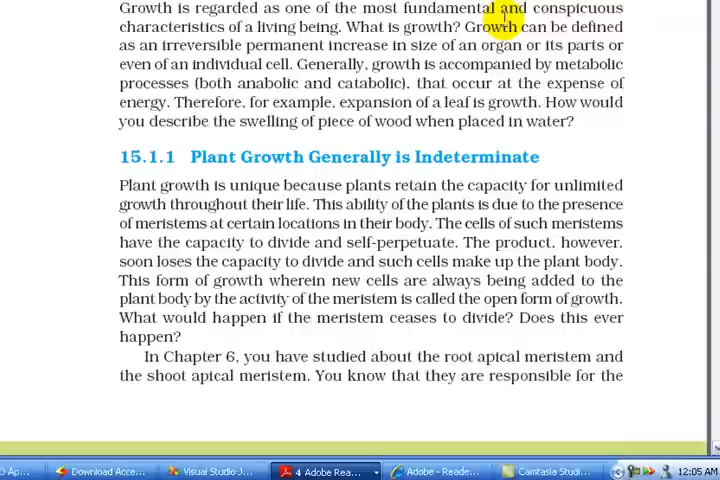 Growth is regarded as one of the most fundamental and conspicuous
characteristics of a living being. What is growth? Growth can be defined
as an irreversible permanent increase in size of an organ or its parts or
even of an individual cell. Generally, growth is accompanied by metabolic
processes (both anabolic and catabolic), that occur at the expense of
energy. Therefore, for example, expansion of a leaf is growth. How would
you describe the swelling of piece of wood when placed in water?
15.1.1 Plant Growth Generally is Indeterminate
Plant growth is unique because plants retain the capacity for unlimited
growth throughout their life. This ability of the plants is due to the presence
of meristems at certain locations in their body. The cells of such meristems
have the capacity to divide and self-perpetuate. The product, however,
soon loses the capacity to divide and such cells make up the plant body.
This form of growth wherein new cells are always being added to the
plant body by the activity of the meristem is called the open form of growth.
What would happen if the meristem ceases to divide? Does this ever
happen?
In Chapter 6, you have studied about the root apical meristem and
the shoot apical meristem. You know that they are responsible for the
O Ap... Download Acce... Visual Studio J... 4 Adobe Rea... Adobe - Reade... Camtasia Studi... 12:05 AM